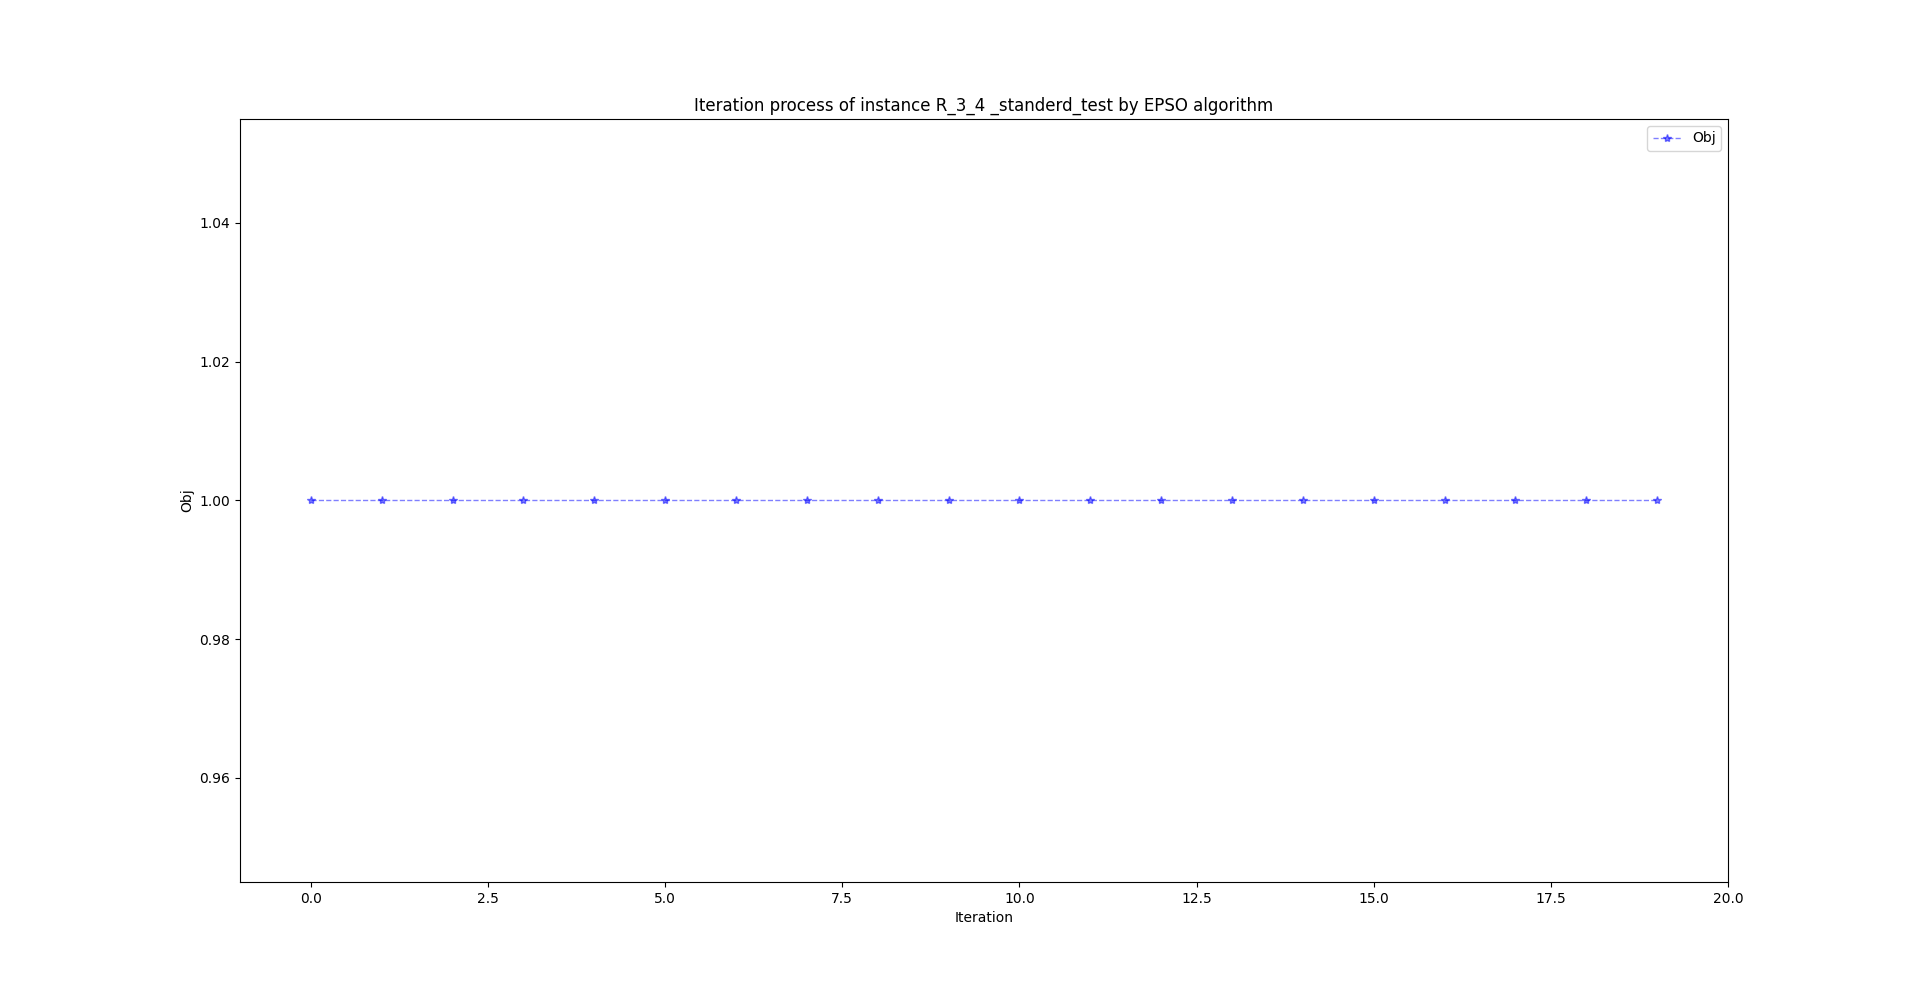 Iteration process of instance R_3_4 _standerd_test by EPSO algorithm
Obj
1.04
1.02
1.00
0.98
0.96
Obj
0.0 2.5 5.0 7.5 10.0 12.5 15.0 17.5 20.0
Iteration